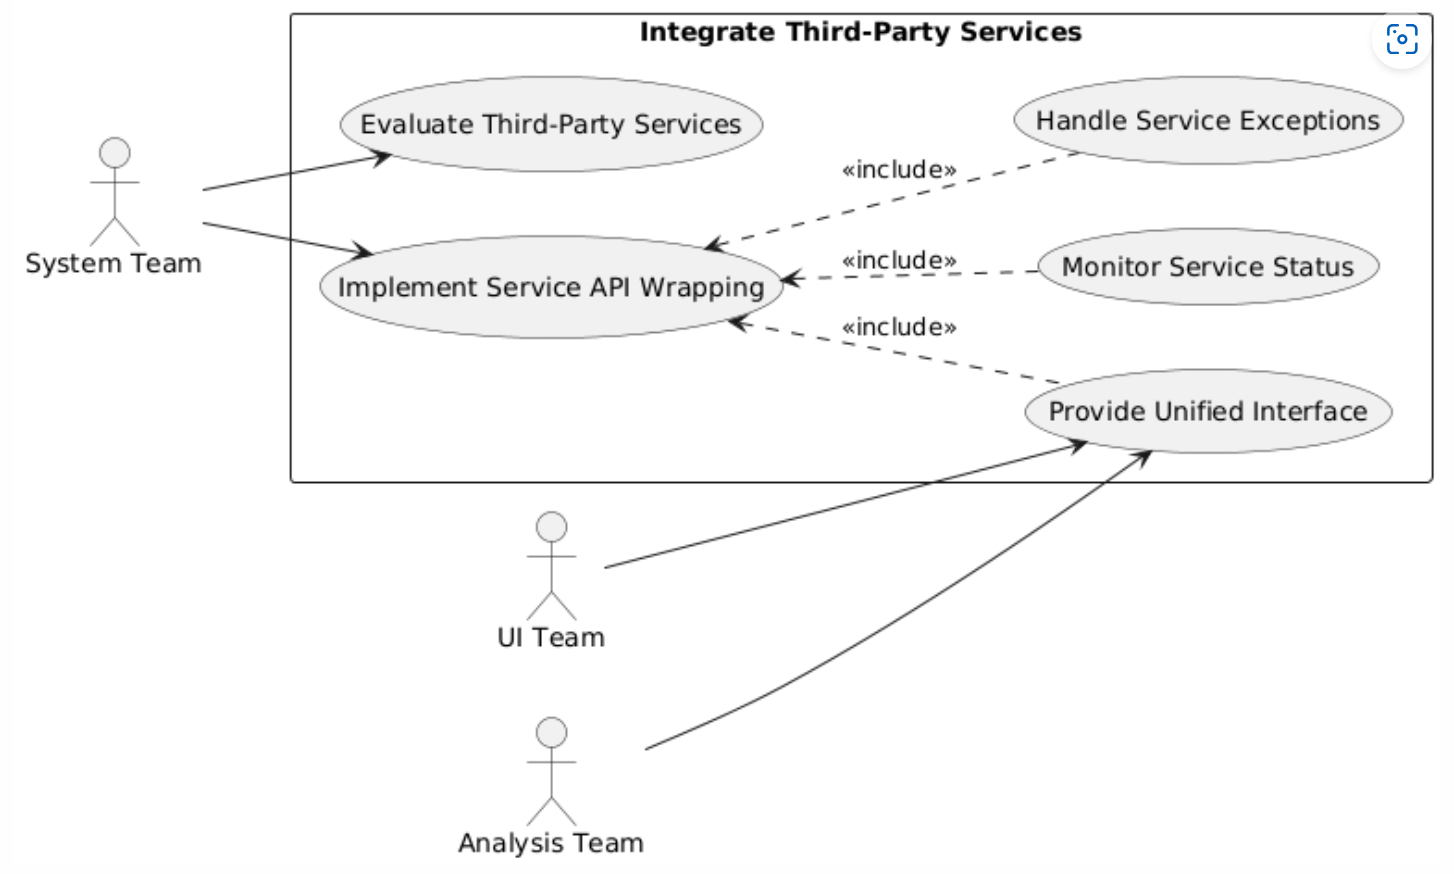 Integrate Third-Party Services
Evaluate Third-Party Services
Handle Service Exceptions
«include»
System Team
Implement Service API Wrapping
«include»
Monitor Service Status
«include»
Provide Unified Interface
UI Team
Analysis Team